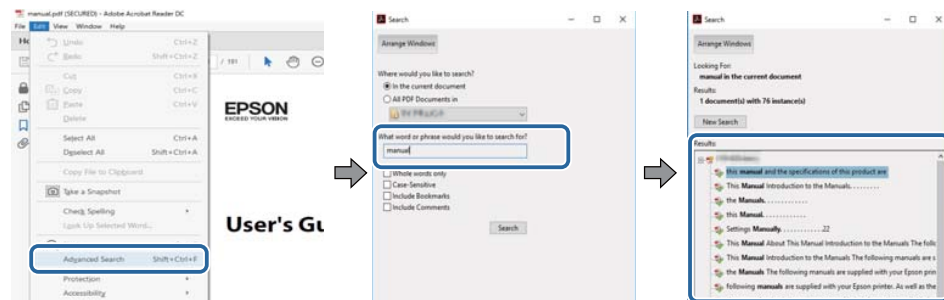 manual.pdf (SECURED) - Adobe Acrobat Reader DC
File Edit View Window Help
Undo Ctrl+Z
Redo Shift+Ctrl+Z
Cut Ctrl+X
Copy Ctrl+C
Paste Ctrl+V
Delete
Select All Ctrl+A
Deselect All Shift+Ctrl+A
Copy File to Clipboard
Take a Snapshot
Check Spelling
Look Up Selected Word...
Advanced Search Shift+Ctrl+F
Protection
Accessibility
/ 191
EPSON
EXCEED YOUR VISION
User's Gu
Search
Arrange Windows
Where would you like to search?
In the current document
All PDF Documents in
What word or phrase would you like to search for?
manual
Whole words only
Case-Sensitive
Include Bookmarks
Include Comments
Search
Search
Arrange Windows
Looking For:
manual in the current document
Results:
1 document(s) with 76 instance(s)
New Search
Results:
this manual and the specifications of this product are
This Manual Introduction to the Manuals. . . . . . . . .
the Manuals. . . . . . . . . . . . .
this Manual. . . . . . . . . . . . .
Settings Manually. . . . . . . . . . . .22
This Manual About This Manual Introduction to the Manuals The follc
This Manual Introduction to the Manuals The following manuals are s
the Manuals The following manuals are supplied with your Epson prin
following manuals are supplied with your Epson printer. As well as the